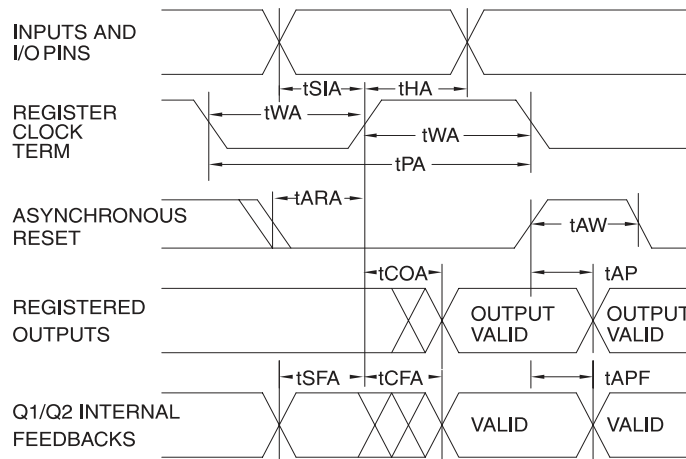 INPUTS AND
I/O PINS
tSIA
tHA
REGISTER
CLOCK
TERM
tWA
tWA
tPA
ASYNCHRONOUS
RESET
tARA
tAW
REGISTERED
OUTPUTS
tCOA
tAP
OUTPUT
VALID
OUTPUT
VALID
Q1/Q2 INTERNAL
FEEDBACKS
tSFA
tCFA
tAPF
VALID
VALID